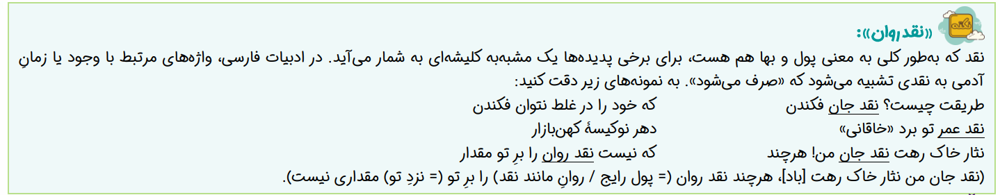 نکته
«نقد روان»:
نقد که به‌طور کلی به معنی پول و بها هم هست، برای برخی پدیده‌ها یک مشبه‌به کلیشه‌ای به شمار می‌آید. در ادبیات فارسی، واژه‌های مرتبط با وجود یا زمانِ
آدمی به نقدی تشبیه می‌شود که «صرف می‌شود». به نمونه‌های زیر دقت کنید:
طریقت چیست؟ نقد جان فکندن که خود را در غلط نتوان فکندن
نقد عمر تو برد «خاقانی» دهر نوکیسهٔ کهن‌بازار
نثار خاک رهت نقد جان من! هرچند که نیست نقد روان را برِ تو مقدار
(نقد جان من نثار خاک رهت [باد]، هرچند نقد روان (= پول رایج / روانِ مانند نقد) را برِ تو (= نزدِ تو) مقداری نیست).